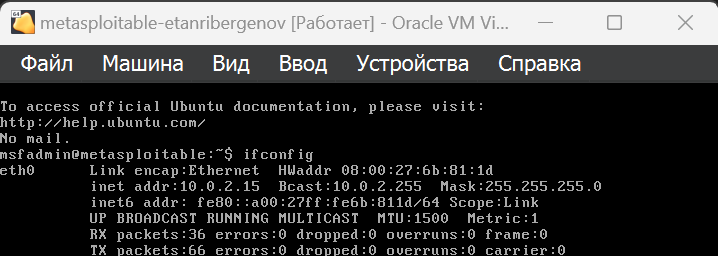 metasploitable-etanribergenov [Работает] - Oracle VM Vi...
Файл Машина Вид Ввод Устройства Справка
To access official Ubuntu documentation, please visit:
http://help.ubuntu.com/
No mail.
msfadmin@metasploitable:~$ ifconfig
eth0 Link encap:Ethernet HWaddr 08:00:27:6b:81:1d
inet addr:10.0.2.15 Bcast:10.0.2.255 Mask:255.255.255.0
inet6 addr: fe80::a00:27ff:fe6b:811d/64 Scope:Link
UP BROADCAST RUNNING MULTICAST MTU:1500 Metric:1
RX packets:36 errors:0 dropped:0 overruns:0 frame:0
TX packets:66 errors:0 dropped:0 overruns:0 carrier:0